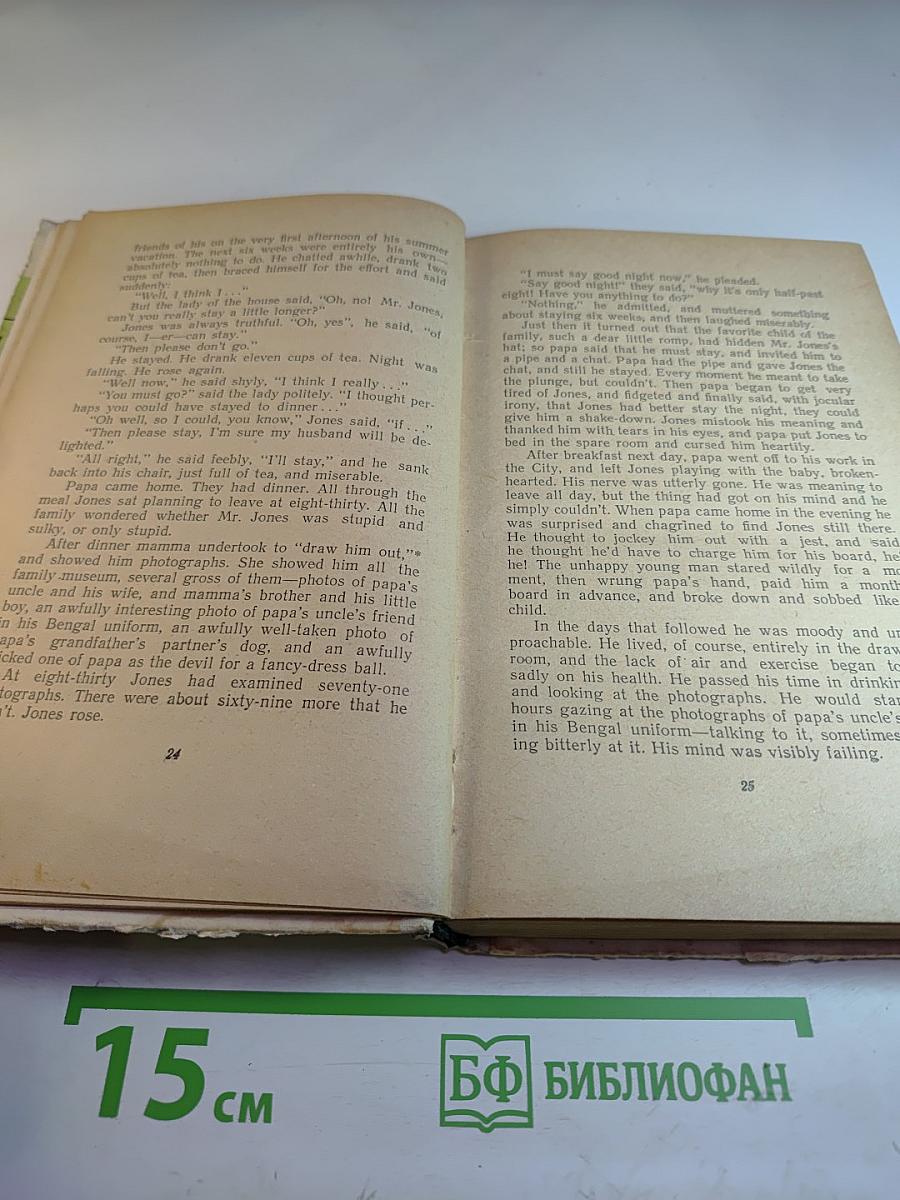 friends of his on the very first afternoon of his summer
vacation. The next six weeks were entirely his own—
absolutely nothing to do. He chatted awhile, drank two
cups of tea, then braced himself for the effort and said
suddenly:
"Well, I think I..."
But the lady of the house said, "Oh, no! Mr. Jones,
can't you really stay a little longer?"
Jones was always truthful. "Oh, yes", he said, "of
course, I—er—can stay."
"Then please don't go."
He stayed. He drank eleven cups of tea. Night was
falling. He rose again.
"Well now," he said shyly, "I think I really..."
"You must go?" said the lady politely. "I thought per-
haps you could have stayed to dinner..."
"Oh well, so I could, you know," Jones said, "if..."
"Then please stay, I'm sure my husband will be de-
lighted."
"All right," he said feebly, "I'll stay," and he sank
back into his chair, just full of tea, and miserable.
Papa came home. They had dinner. All through the
meal Jones sat planning to leave at eight-thirty. All the
family wondered whether Mr. Jones was stupid and
sulky, or only stupid.
After dinner mamma undertook to "draw him out,"*
and showed him photographs. She showed him all the
family museum, several gross of them—photos of papa's
uncle and his wife, and mamma's brother and his little
boy, an awfully interesting photo of papa's uncle's friend
in his Bengal uniform, an awfully well-taken photo of
apa's grandfather's partner's dog, and an awfully
icked one of papa as the devil for a fancy-dress ball.
At eight-thirty Jones had examined seventy-one
tographs. There were about sixty-nine more that he
't. Jones rose.
24
"I must say good night now," he pleaded.
"Say good night!" they said, "why it's only half-past
eight! Have you anything to do?"
"Nothing," he admitted, and muttered something
about staying six weeks, and then laughed miserably.
Just then it turned out that the favorite child of the
family, such a dear little romp, had hidden Mr. Jones's
hat; so papa said that he must stay, and invited him to
a pipe and a chat. Papa had the pipe and gave Jones the
chat, and still he stayed. Every moment he meant to take
the plunge, but couldn't. Then papa began to get very
tired of Jones, and fidgeted and finally said, with jocular
irony, that Jones had better stay the night, they could
give him a shake-down. Jones mistook his meaning and
thanked him with tears in his eyes, and papa put Jones to
bed in the spare room and cursed him heartily.
After breakfast next day, papa went off to his work in
the City, and left Jones playing with the baby, broken-
hearted. His nerve was utterly gone. He was meaning to
leave all day, but the thing had got on his mind and he
simply couldn't. When papa came home in the evening he
was surprised and chagrined to find Jones still there.
He thought to jockey him out with a jest, and said
he thought he'd have to charge him for his board, he
he! The unhappy young man stared wildly for a mo
ment, then wrung papa's hand, paid him a month
board in advance, and broke down and sobbed like
child.
In the days that followed he was moody and un
proachable. He lived, of course, entirely in the draw
room, and the lack of air and exercise began to
sadly on his health. He passed his time in drinkin
and looking at the photographs. He would stan
hours gazing at the photographs of papa's uncle's
in his Bengal uniform—talking to it, sometimes
ing bitterly at it. His mind was visibly failing.
25
15 см
БФ БИБЛИОФАН